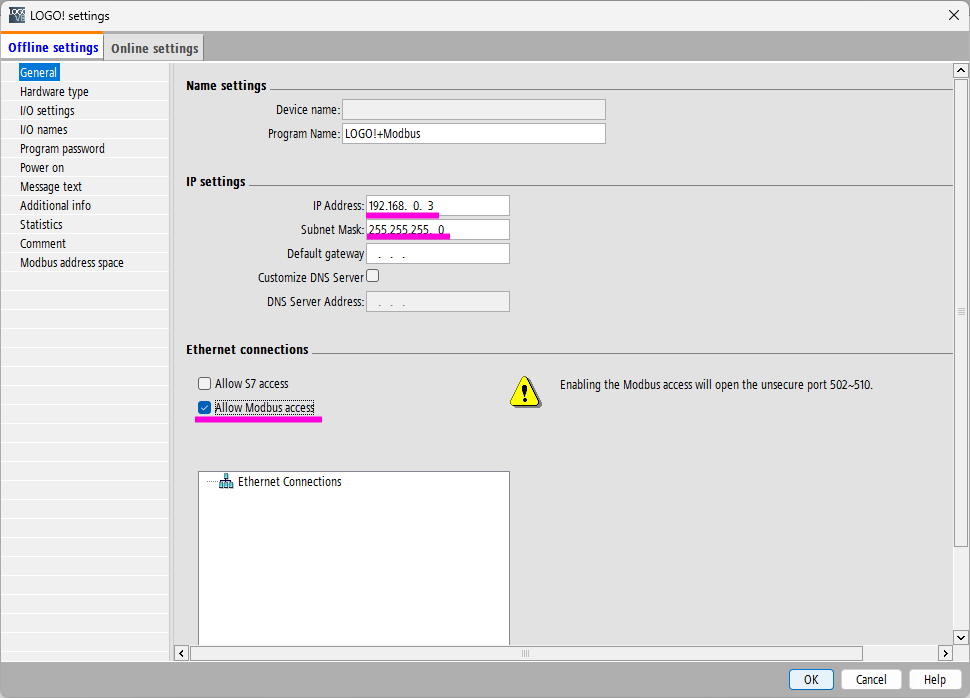 LOGO! settings
Offline settings
Online settings
General
Hardware type
I/O settings
I/O names
Program password
Power on
Message text
Additional info
Statistics
Comment
Modbus address space
Name settings
Device name:
Program Name: LOGO!+Modbus
IP settings
IP Address: 192.168. 0. 3
Subnet Mask: 255.255.255. 0
Default gateway . . .
Customize DNS Server
DNS Server Address: . . .
Ethernet connections
Allow S7 access
Allow Modbus access
Enabling the Modbus access will open the unsecure port 502~510.
Ethernet Connections
OK
Cancel
Help